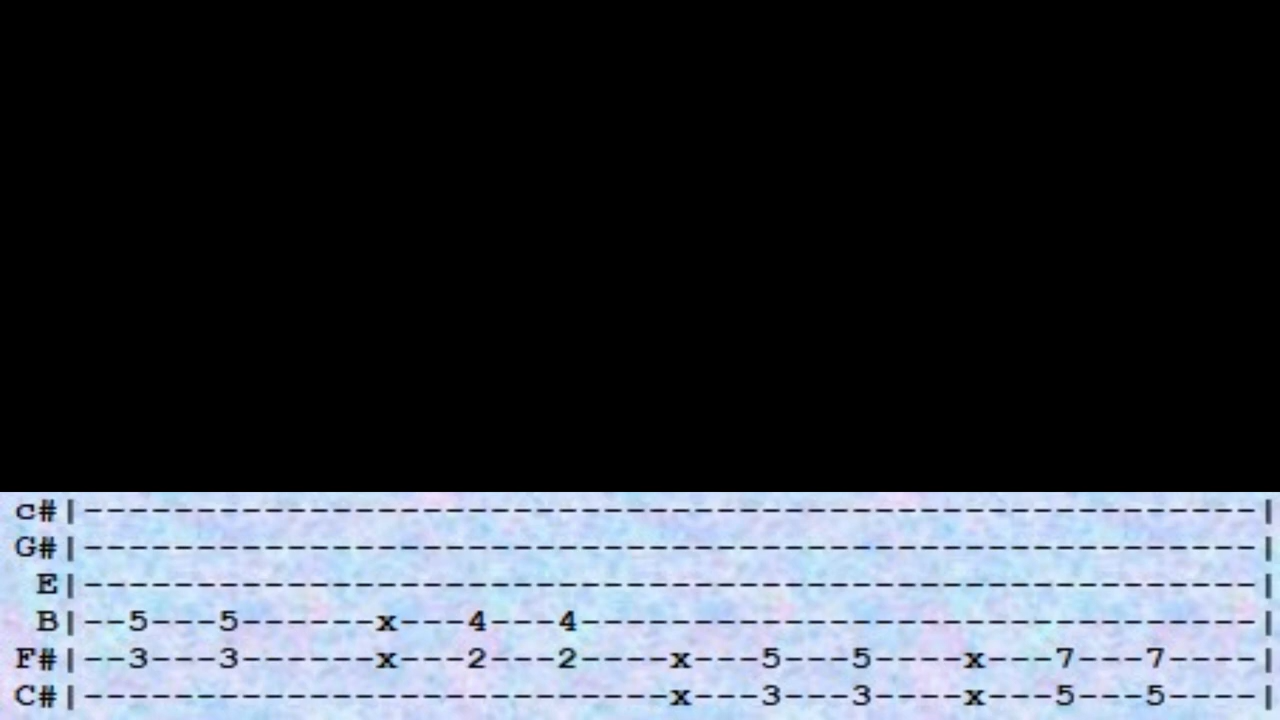 c#|----------------------------------------------------|
G#|----------------------------------------------------|
E|----------------------------------------------------|
B|--5---5------x---4---4------------------------------|
F#|--3---3------x---2---2----x---5---5----x---7---7----|
C#|--------------------------x---3---3----x---5---5----|